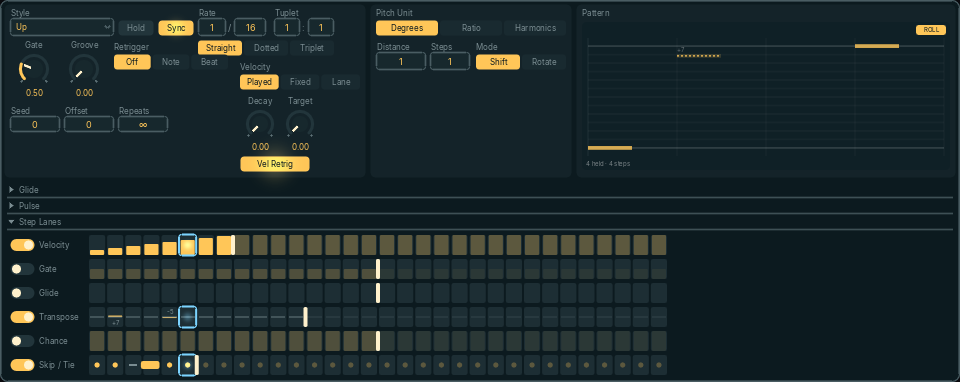 Style
Rate
Tuplet
Up
Hold
Sync
1 / 16
1 : 1
Gate
Groove
Retrigger
Straight
Dotted
Triplet
Off
Note
Beat
Velocity
0.50
0.00
Played
Fixed
Lane
Seed
Offset
Repeats
Decay
Target
0
0
∞
0.00
0.00
Vel Retrig
Pitch Unit
Degrees
Ratio
Harmonics
Distance
Steps
Mode
1
1
Shift
Rotate
Pattern
ROLL
+7
4 held · 4 steps
Glide
Pulse
Step Lanes
Velocity
Gate
Glide
Transpose
+7
-5
Chance
Skip / Tie